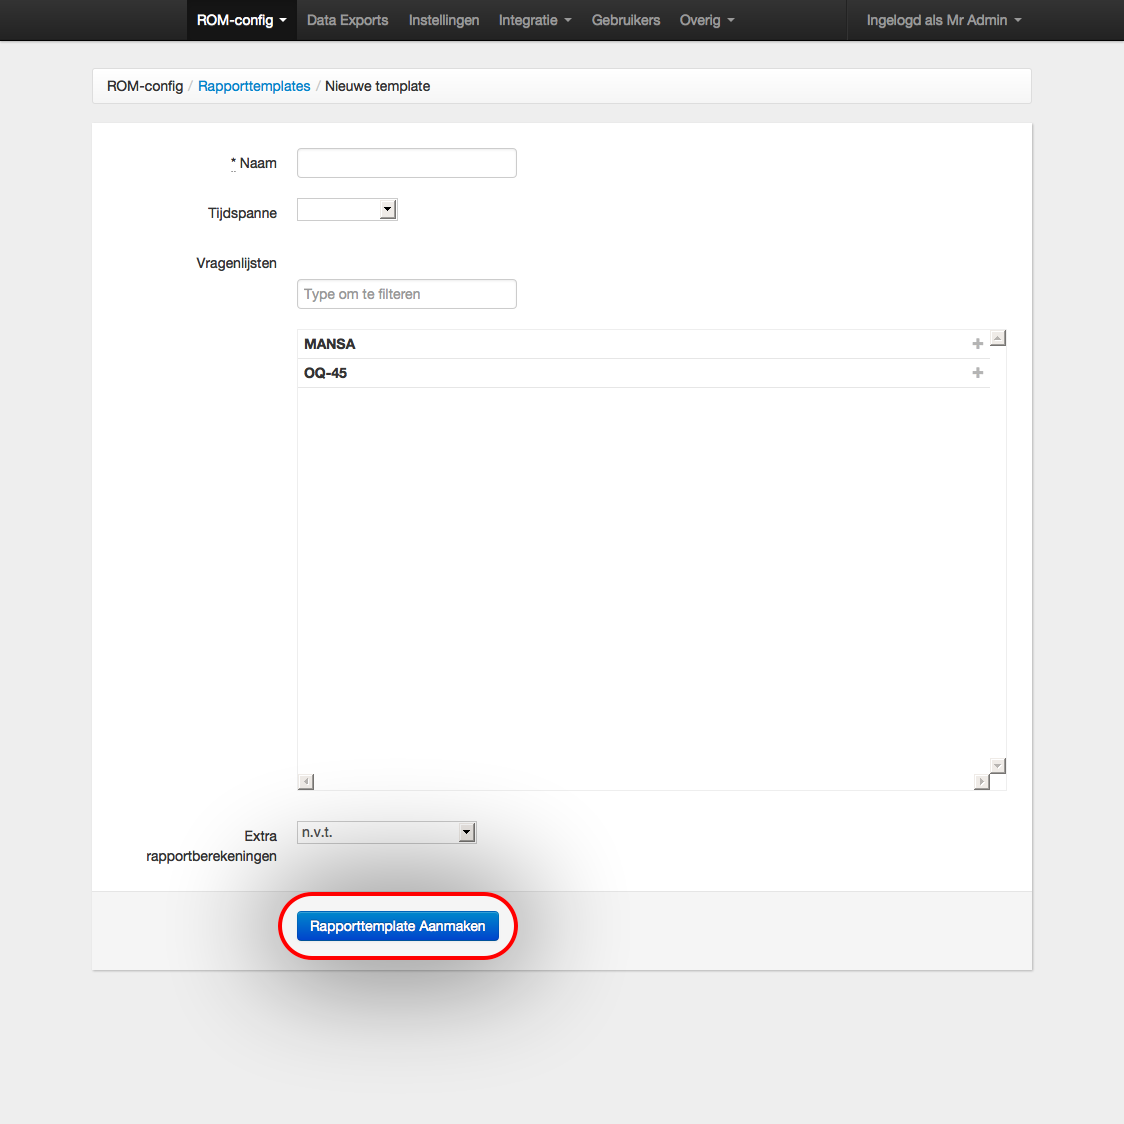 ROM-config Data Exports Instellingen Integratie Gebruikers Overig Ingelogd als Mr Admin
ROM-config / Rapporttemplates / Nieuwe template
* Naam
Tijdspanne
Vragenlijsten
Type om te filteren
MANSA
OQ-45
Extra rapportberekeningen
n.v.t.
Rapporttemplate Aanmaken